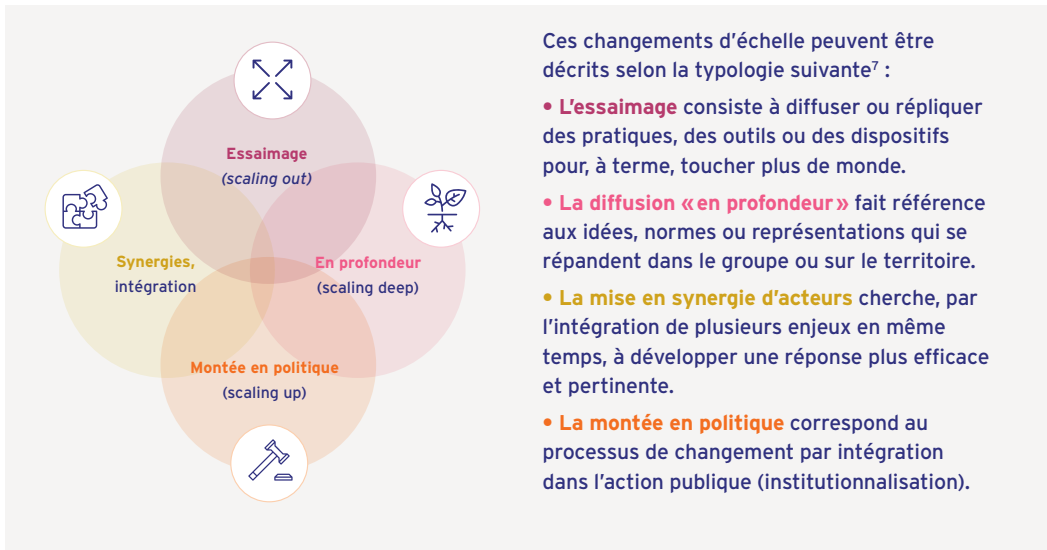 Essaimage
(scaling out)
Synergies,
intégration
En profondeur
(scaling deep)
Montée en politique
(scaling up)
Ces changements d’échelle peuvent être
décrits selon la typologie suivante⁷ :
• L’essaimage consiste à diffuser ou répliquer
des pratiques, des outils ou des dispositifs
pour, à terme, toucher plus de monde.
• La diffusion « en profondeur » fait référence
aux idées, normes ou représentations qui se
répandent dans le groupe ou sur le territoire.
• La mise en synergie d’acteurs cherche, par
l’intégration de plusieurs enjeux en même
temps, à développer une réponse plus efficace
et pertinente.
• La montée en politique correspond au
processus de changement par intégration
dans l’action publique (institutionnalisation).